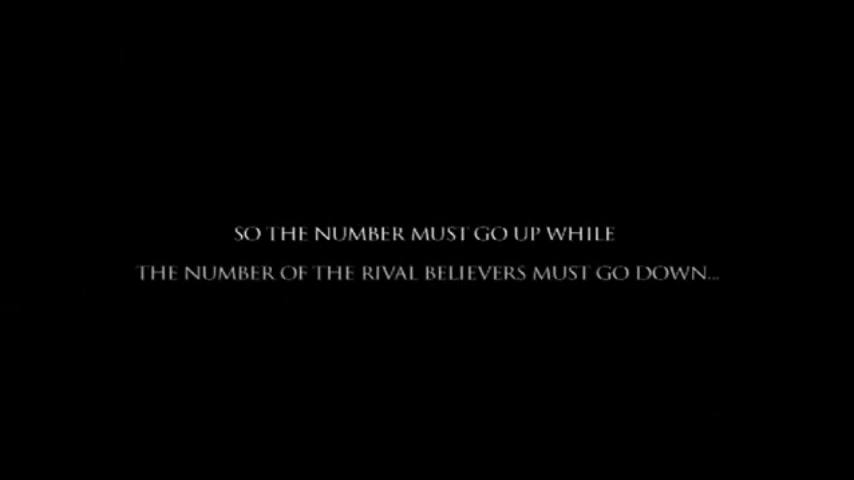 SO THE NUMBER MUST GO UP WHILE
THE NUMBER OF THE RIVAL BELIEVERS MUST GO DOWN...